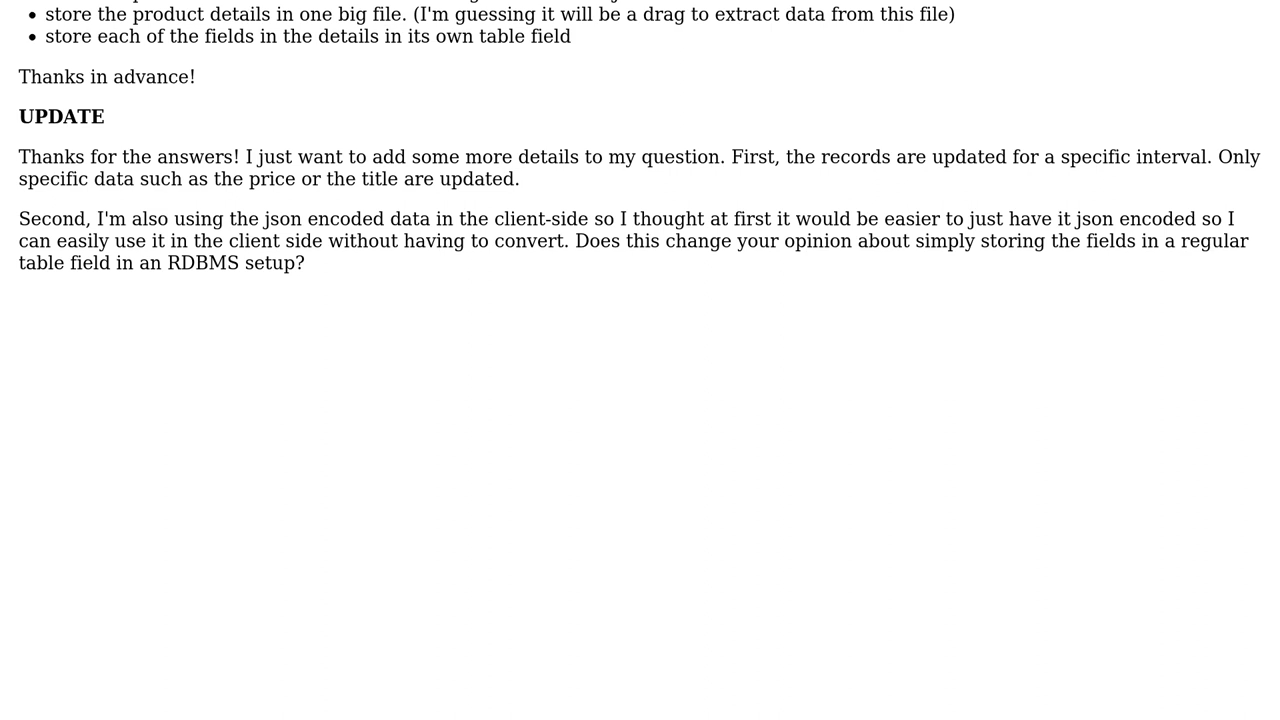 store the product details in one big file. (I'm guessing it will be a drag to extract data from this file)
store each of the fields in the details in its own table field
Thanks in advance!
UPDATE
Thanks for the answers! I just want to add some more details to my question. First, the records are updated for a specific interval. Only
specific data such as the price or the title are updated.
Second, I'm also using the json encoded data in the client-side so I thought at first it would be easier to just have it json encoded so I
can easily use it in the client side without having to convert. Does this change your opinion about simply storing the fields in a regular
table field in an RDBMS setup?